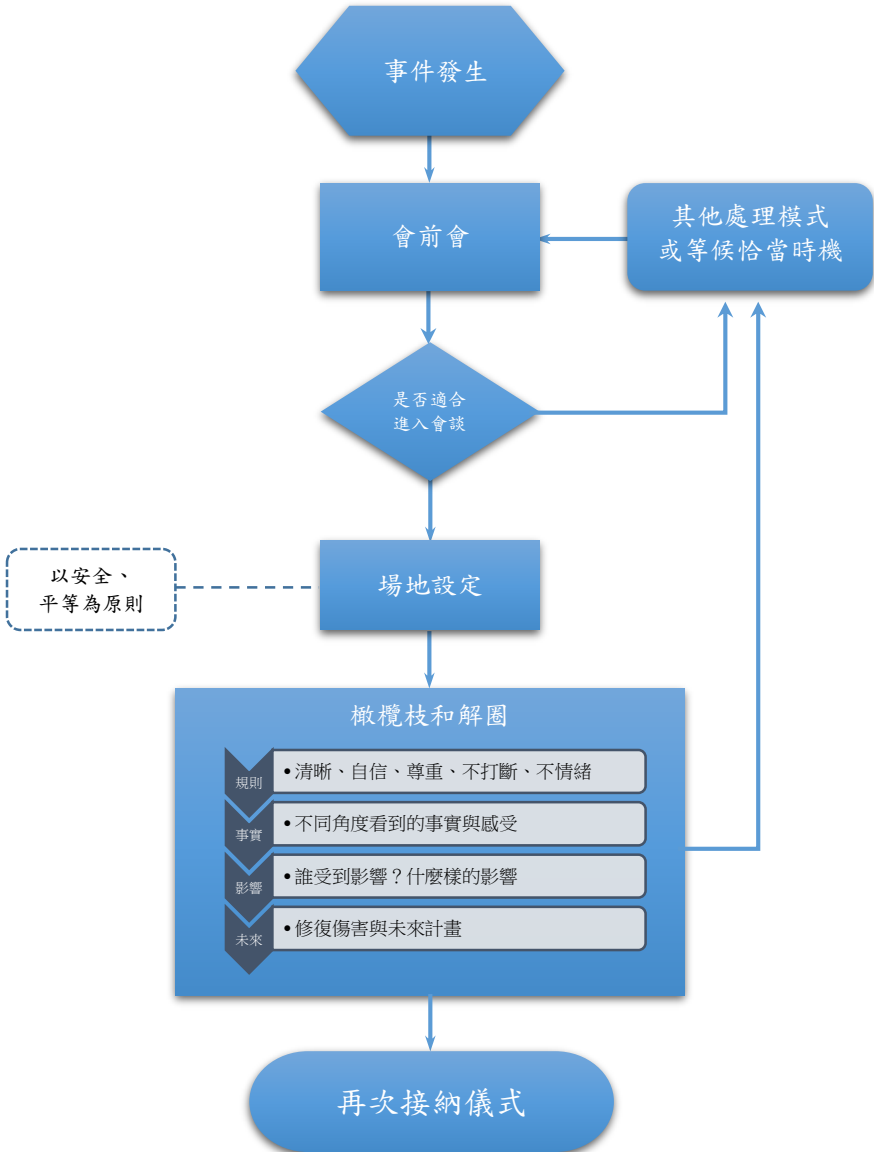 事件發生
會前會
其他處理模式
或等候恰當時機
是否適合
進入會談
以安全、
平等為原則
場地設定
橄欖枝和解圈
規則
•清晰、自信、尊重、不打斷、不情緒
事實
•不同角度看到的事實與感受
影響
•誰受到影響？什麼樣的影響
未來
•修復傷害與未來計畫
再次接納儀式